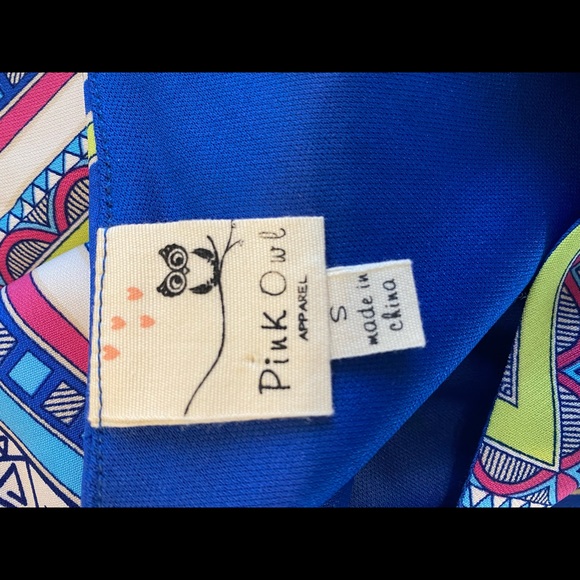 Pink Owl
APPAREL
S
made in
china